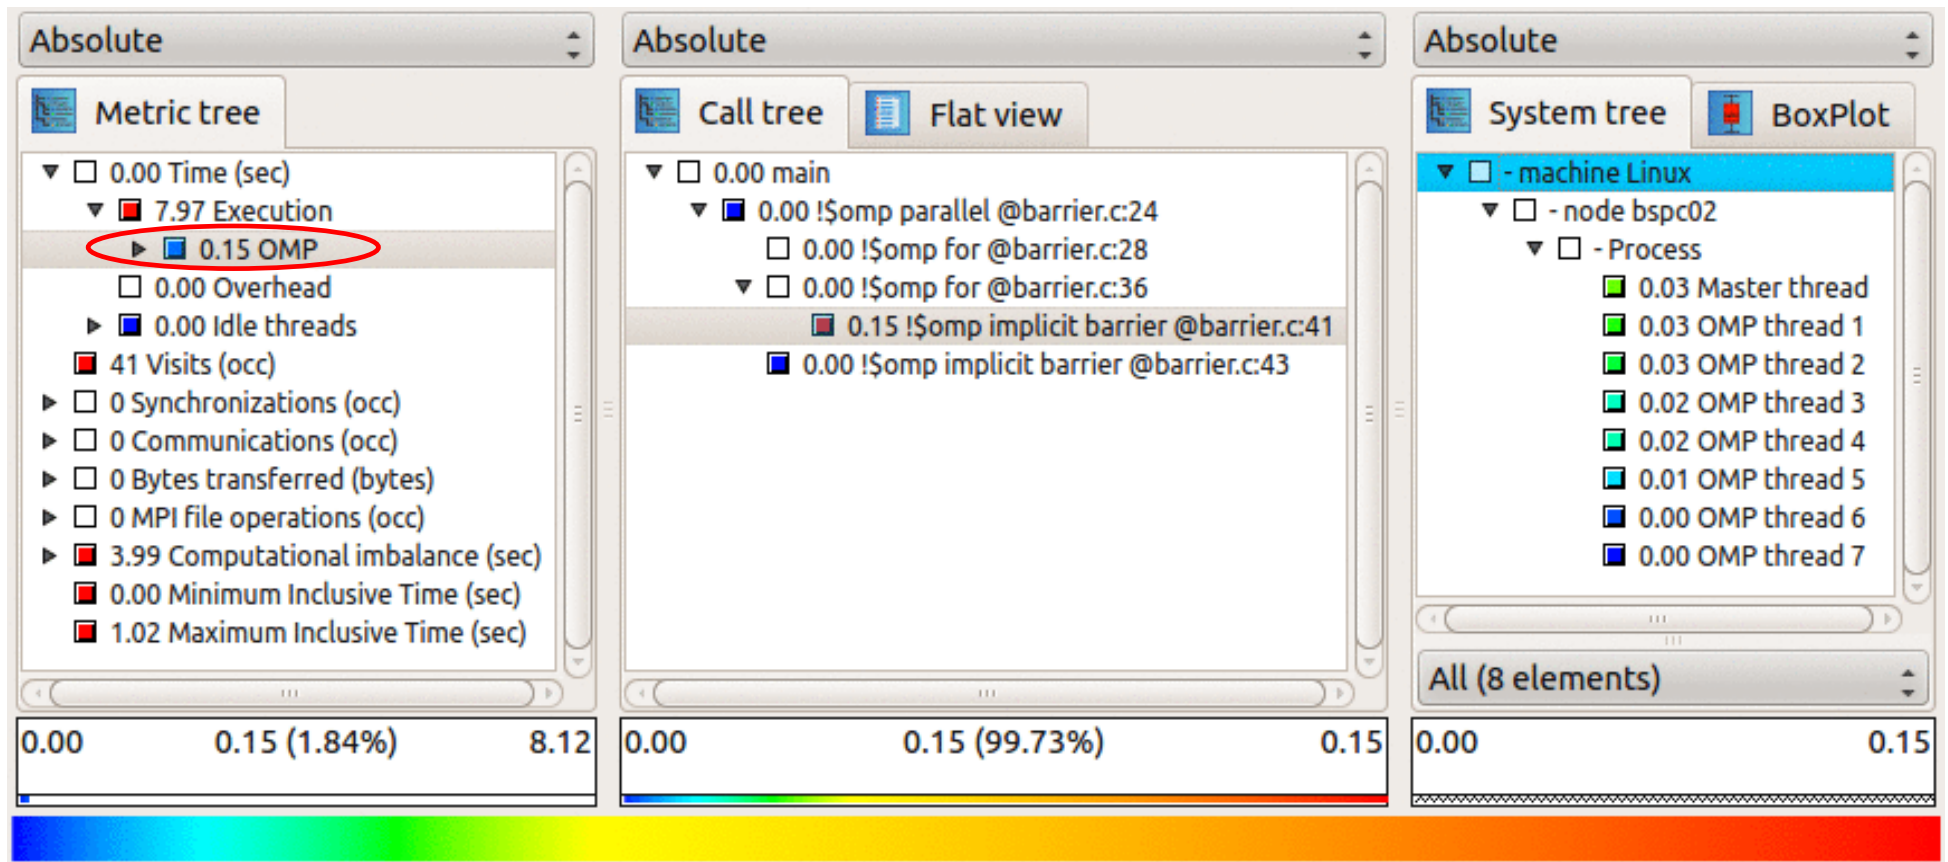 Absolute
Metric tree
0.00 Time (sec)
7.97 Execution
0.15 OMP
0.00 Overhead
0.00 Idle threads
41 Visits (occ)
0 Synchronizations (occ)
0 Communications (occ)
0 Bytes transferred (bytes)
0 MPI file operations (occ)
3.99 Computational imbalance (sec)
0.00 Minimum Inclusive Time (sec)
1.02 Maximum Inclusive Time (sec)
0.00 0.15 (1.84%) 8.12
Absolute
Call tree Flat view
0.00 main
0.00 !$omp parallel @barrier.c:24
0.00 !$omp for @barrier.c:28
0.00 !$omp for @barrier.c:36
0.15 !$omp implicit barrier @barrier.c:41
0.00 !$omp implicit barrier @barrier.c:43
0.00 0.15 (99.73%) 0.15
Absolute
System tree BoxPlot
- machine Linux
- node bspc02
- Process
0.03 Master thread
0.03 OMP thread 1
0.03 OMP thread 2
0.02 OMP thread 3
0.02 OMP thread 4
0.01 OMP thread 5
0.00 OMP thread 6
0.00 OMP thread 7
All (8 elements)
0.00 0.15